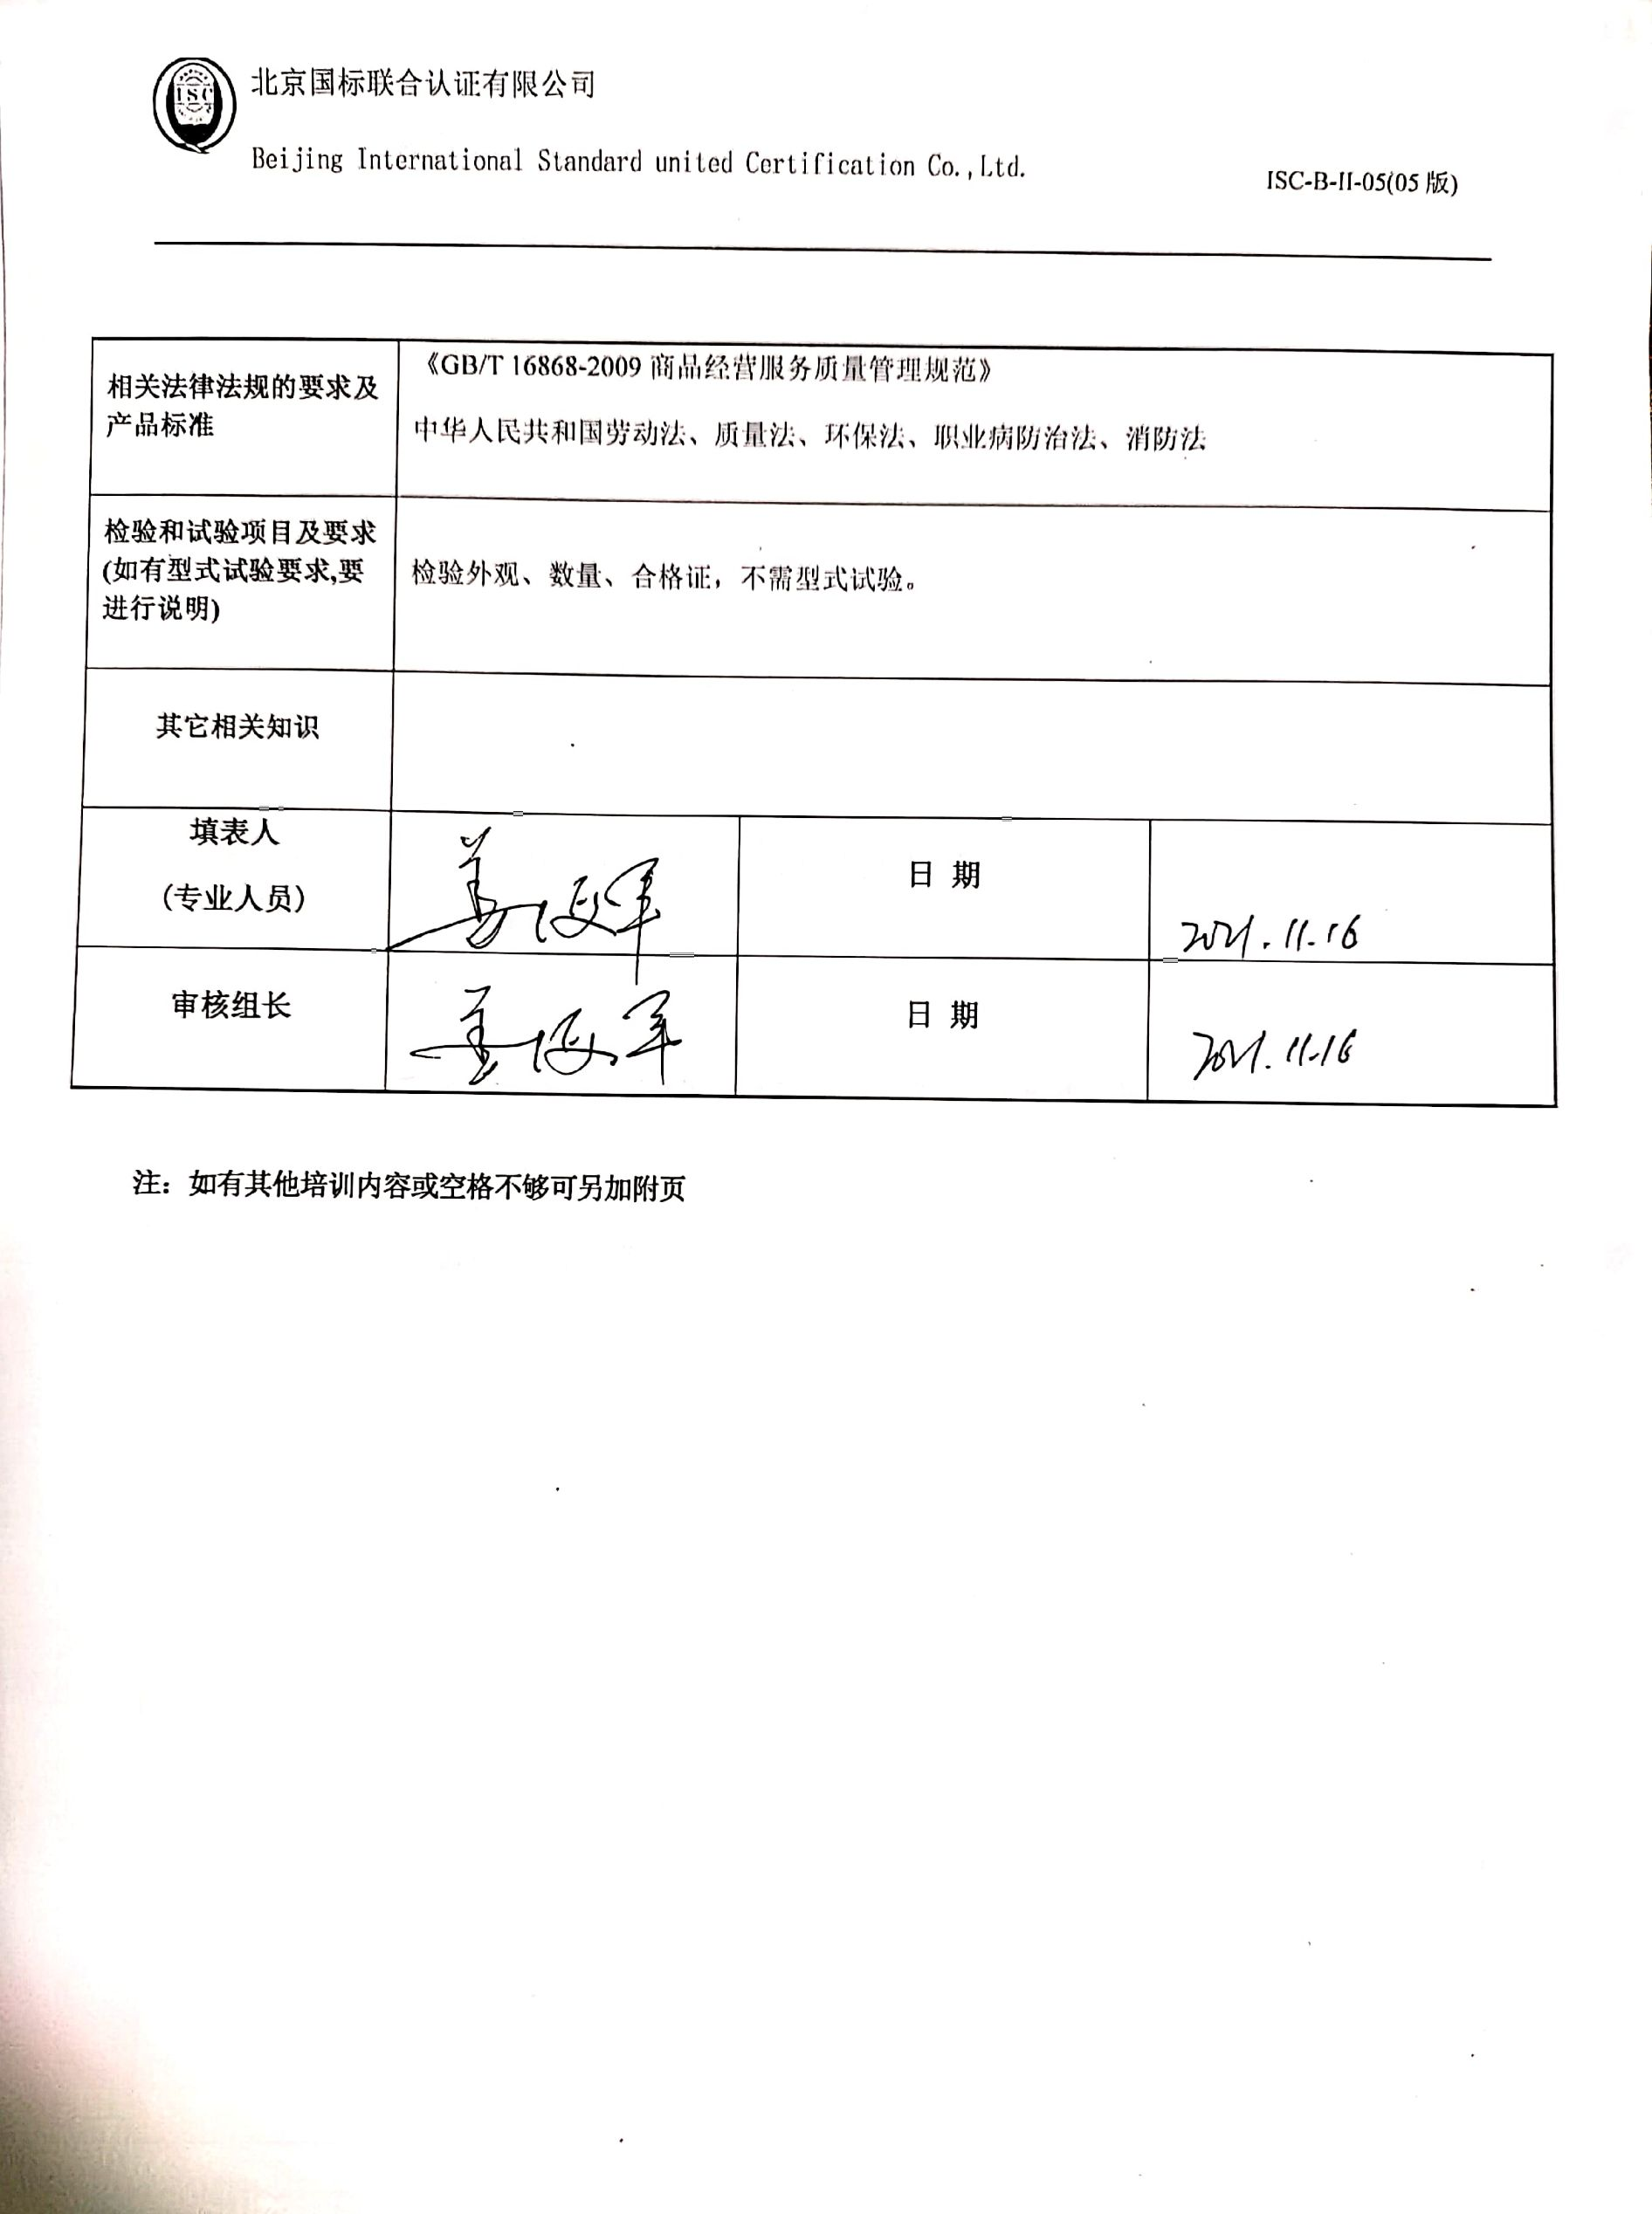 ISC
北京国标联合认证有限公司
Beijing International Standard united Certification Co.,Ltd.
ISC-B-II-05(05 版)
相关法律法规的要求及
产品标准
《GB/T 16868-2009 商品经营服务质量管理规范》
中华人民共和国劳动法、质量法、环保法、职业病防治法、消防法
检验和试验项目及要求
(如有型式试验要求,要
进行说明)
检验外观、数量、合格证，不需型式试验。
其它相关知识
填表人
(专业人员)
日 期
2021.11.16
审核组长
日 期
2021.11.16
注：如有其他培训内容或空格不够可另加附页